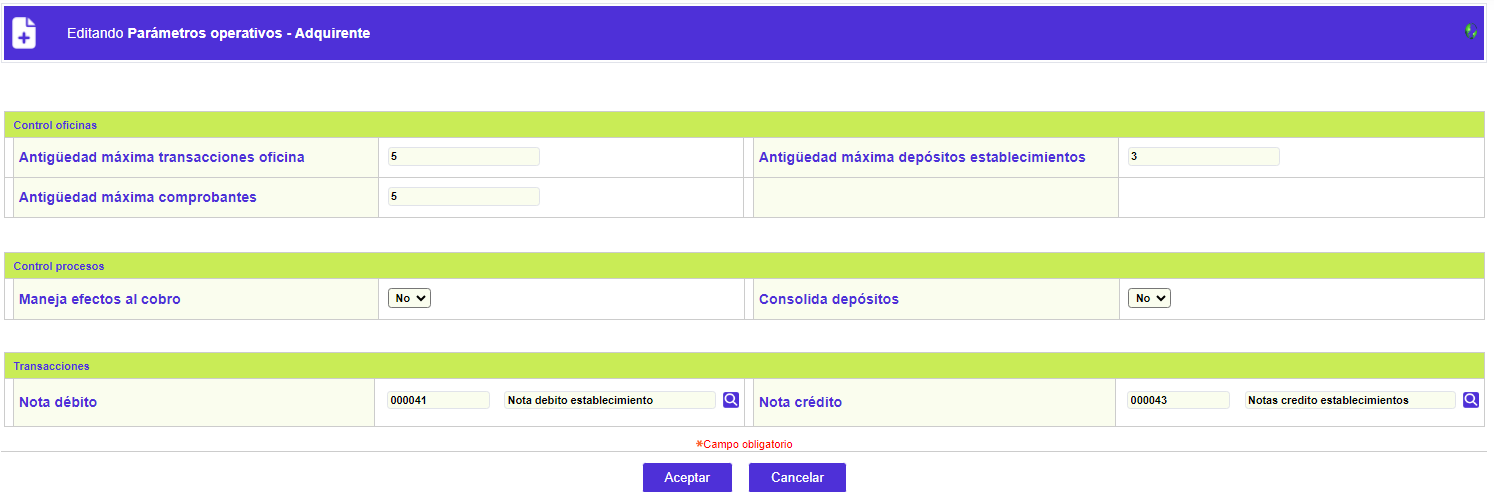 Editando Parámetros operativos - Adquirente
Control oficinas
Antigüedad máxima transacciones oficina 5 Antigüedad máxima depósitos establecimientos 3
Antigüedad máxima comprobantes 5
Control procesos
Maneja efectos al cobro No Consolida depósitos No
Transacciones
Nota débito 000041 Nota debito establecimiento Nota crédito 000043 Notas credito establecimientos
*Campo obligatorio
Aceptar Cancelar